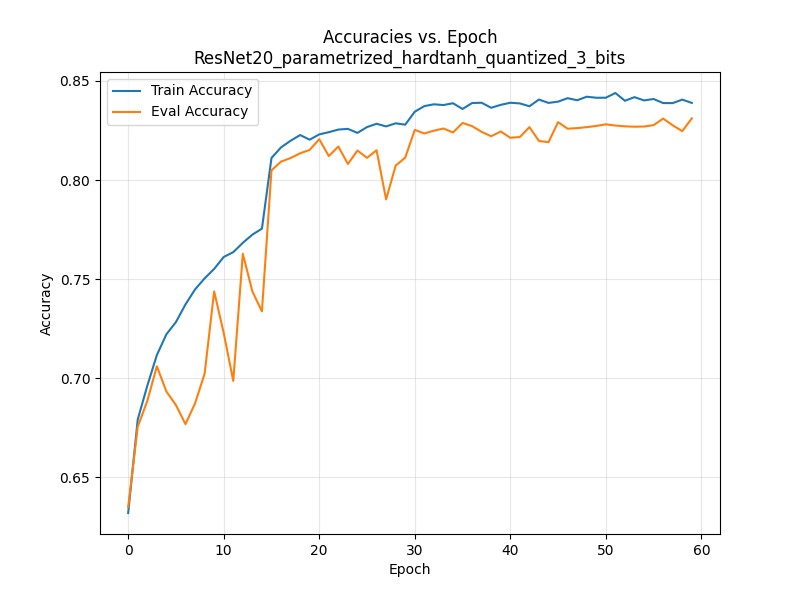 Accuracies vs. Epoch
ResNet20_parametrized_hardtanh_quantized_3_bits
Train Accuracy
Eval Accuracy
0.85
0.80
0.75
0.70
0.65
Accuracy
0 10 20 30 40 50 60
Epoch